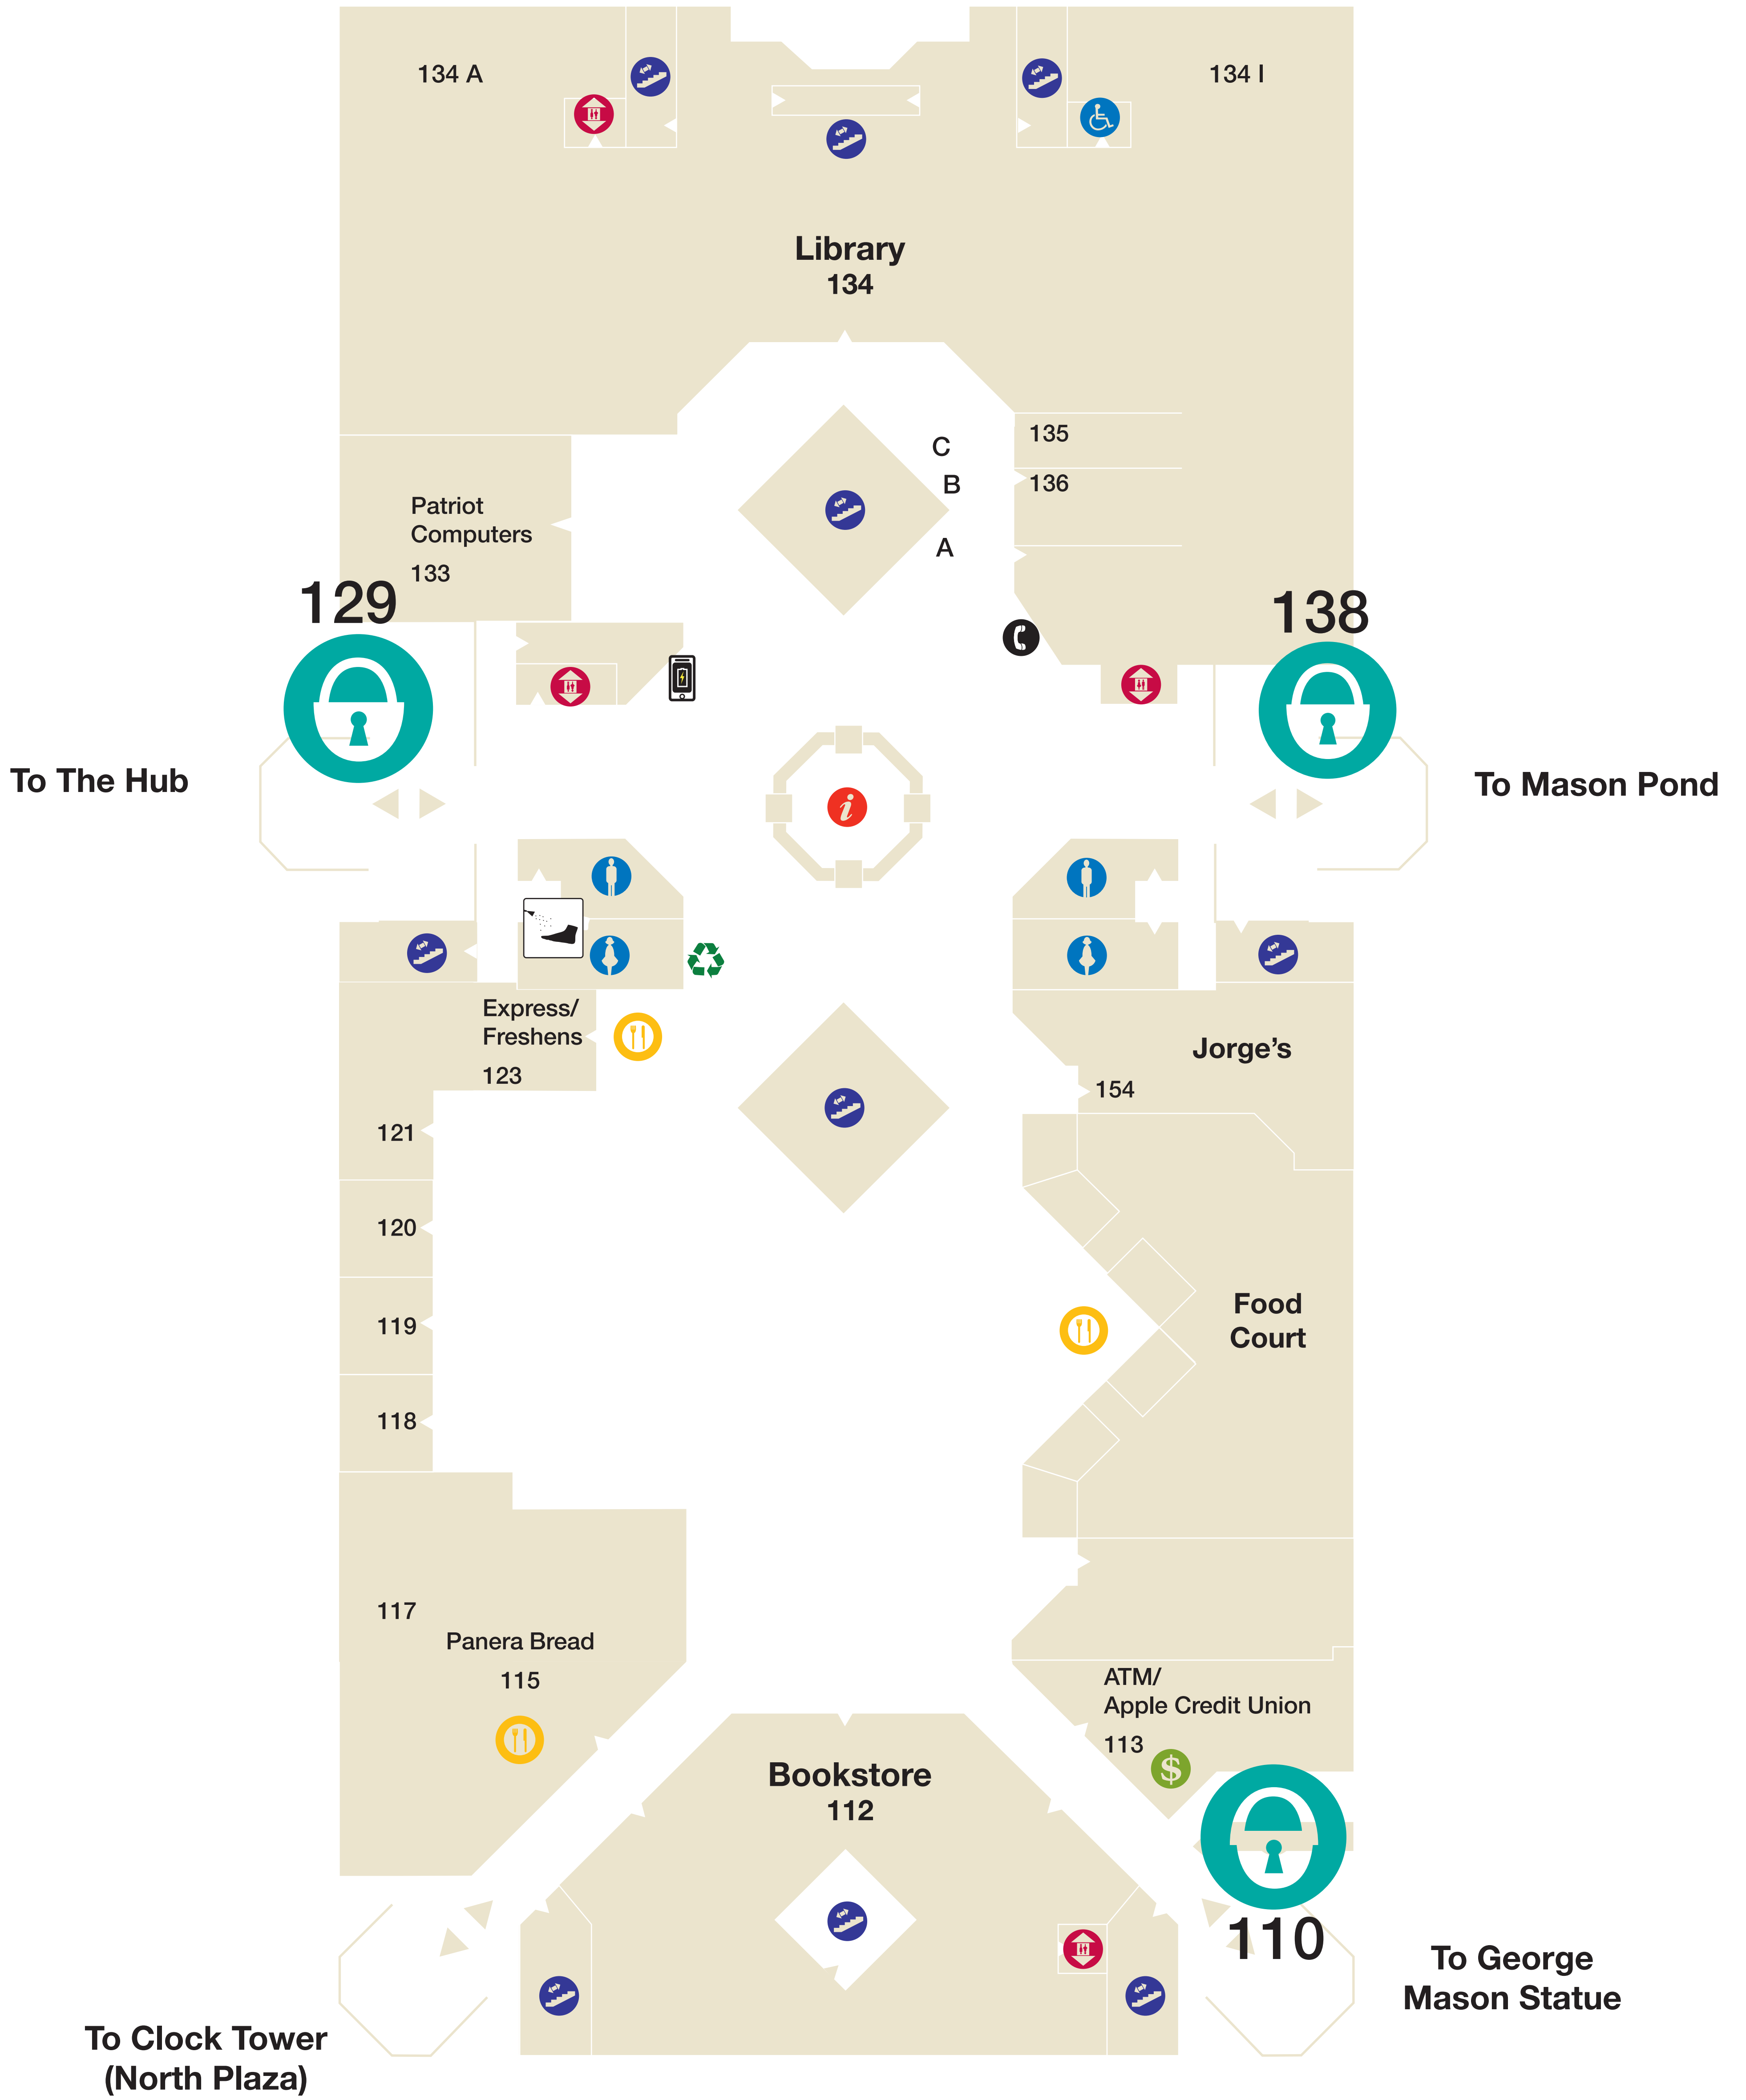 134 A
134 I
Library
134
C
B
A
135
136
Patriot
Computers
133
129
138
To The Hub
i
To Mason Pond
Express/
Freshens
123
Jorge's
154
121
120
119
118
Food
Court
117
Panera Bread
115
ATM/
Apple Credit Union
113
$
Bookstore
112
110
To George
Mason Statue
To Clock Tower
(North Plaza)